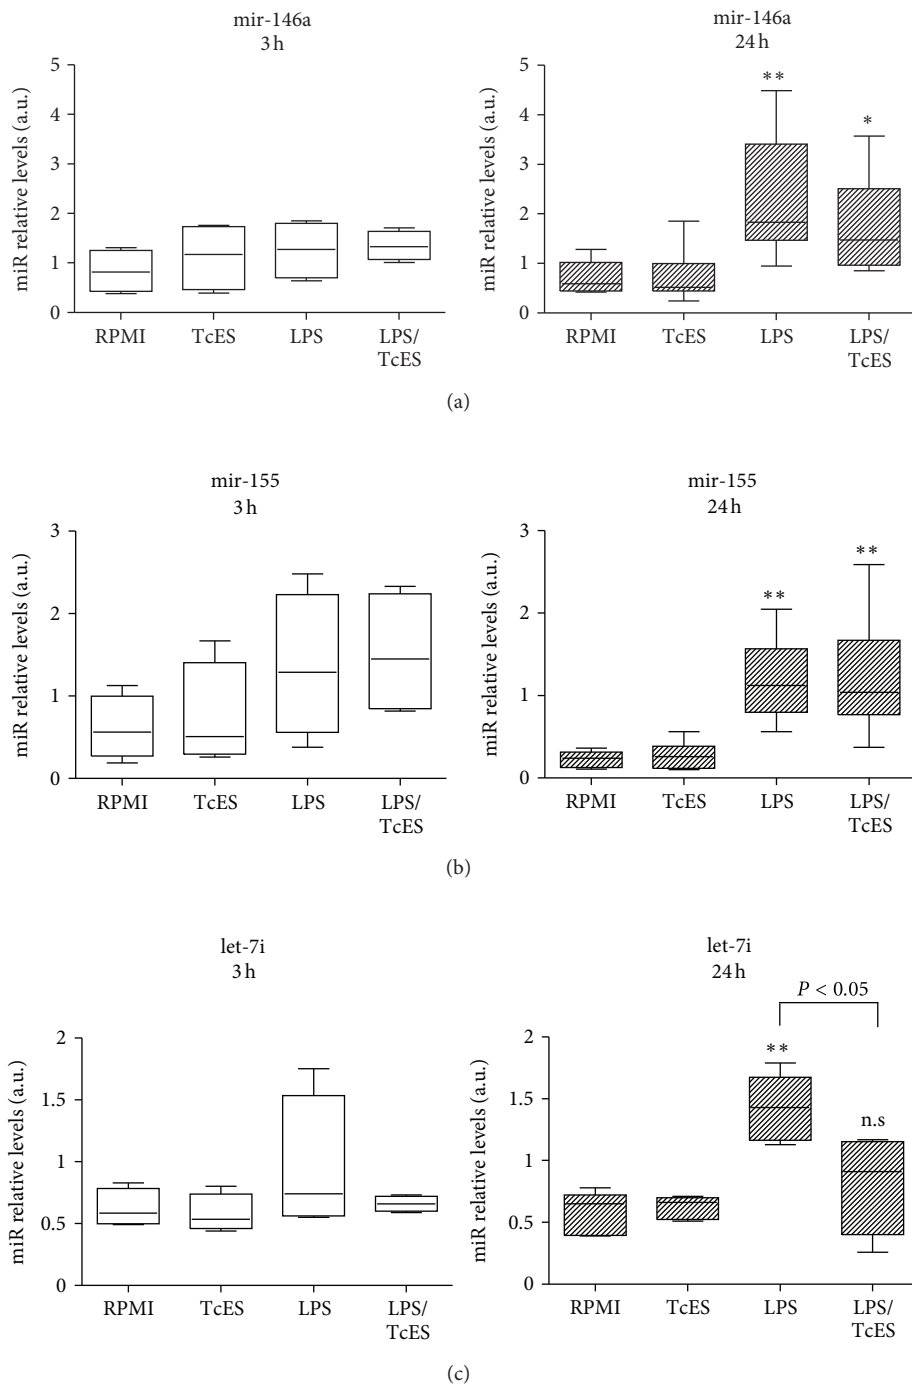 mir-146a
3 h
miR relative levels (a.u.)
5
4
3
2
1
0
RPMI
TcES
LPS
LPS/
TcES
mir-146a
24 h
miR relative levels (a.u.)
5
4
3
2
1
0
**
*
RPMI
TcES
LPS
LPS/
TcES
(a)
mir-155
3 h
miR relative levels (a.u.)
3
2
1
0
RPMI
TcES
LPS
LPS/
TcES
mir-155
24 h
miR relative levels (a.u.)
3
2
1
0
**
**
RPMI
TcES
LPS
LPS/
TcES
(b)
let-7i
3 h
miR relative levels (a.u.)
2
1.5
1
0.5
0
RPMI
TcES
LPS
LPS/
TcES
let-7i
24 h
P < 0.05
miR relative levels (a.u.)
2
1.5
1
0.5
0
**
n.s
RPMI
TcES
LPS
LPS/
TcES
(c)